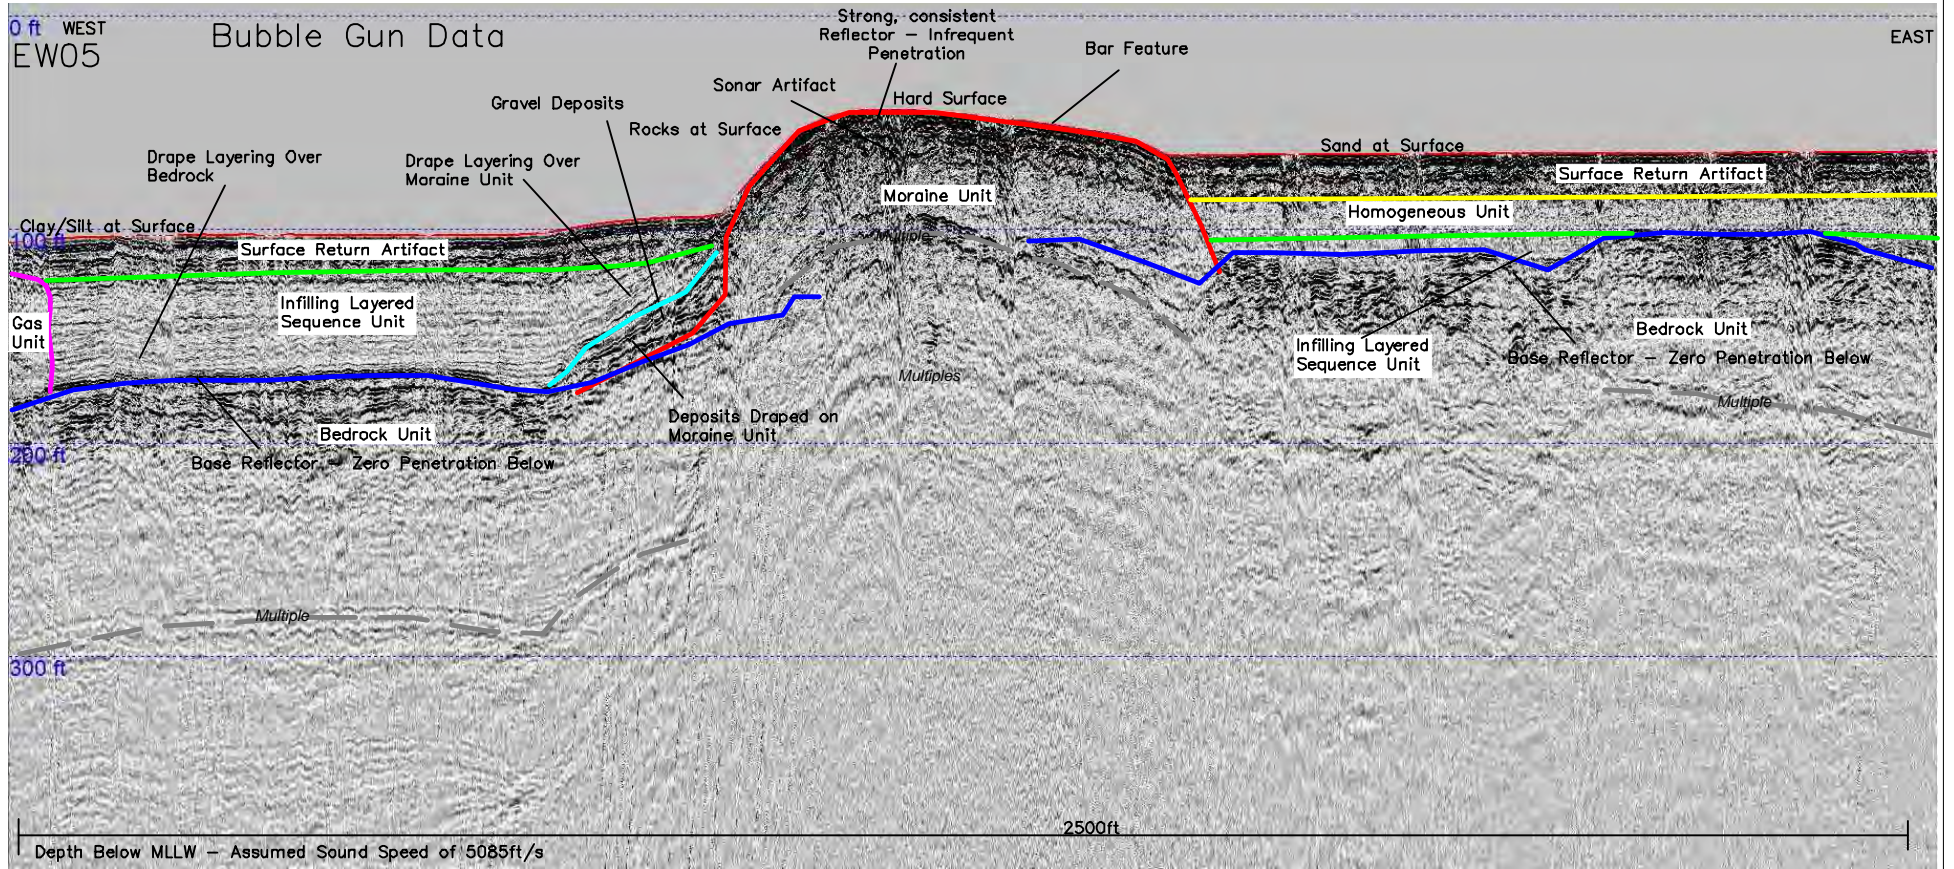 0 ft WEST
EW05
Bubble Gun Data
EAST
Strong, consistent
Reflector – Infrequent
Penetration
Bar Feature
Sonar Artifact
Hard Surface
Gravel Deposits
Rocks at Surface
Sand at Surface
Drape Layering Over
Bedrock
Drape Layering Over
Moraine Unit
Surface Return Artifact
Moraine Unit
Homogeneous Unit
Clay/Silt at Surface
100 ft
Surface Return Artifact
Multiple
Infilling Layered
Sequence Unit
Gas
Unit
Bedrock Unit
Infilling Layered
Sequence Unit
Base Reflector – Zero Penetration Below
Multiples
Multiple
Deposits Draped on
Moraine Unit
Bedrock Unit
200 ft
Base Reflector – Zero Penetration Below
Multiple
300 ft
2500ft
Depth Below MLLW – Assumed Sound Speed of 5085ft/s